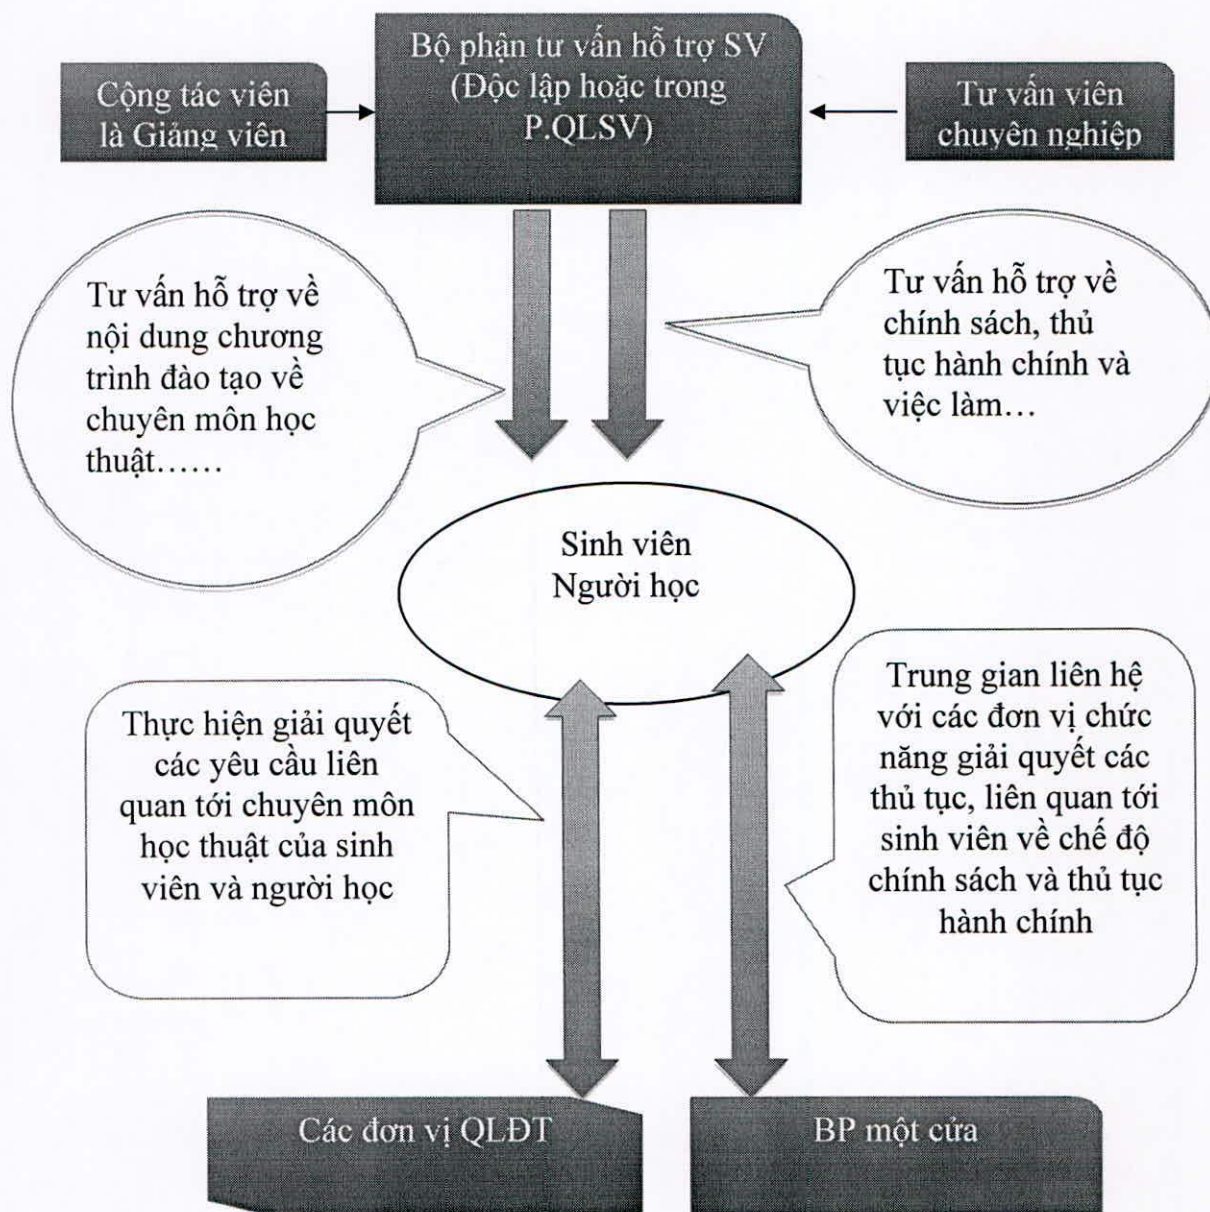 Bộ phận tư vấn hỗ trợ SV
(Độc lập hoặc trong
P.QLSV)
Cộng tác viên
là Giảng viên
Tư vấn viên
chuyên nghiệp
Tư vấn hỗ trợ về
nội dung chương
trình đào tạo về
chuyên môn học
thuật……
Tư vấn hỗ trợ về
chính sách, thủ
tục hành chính và
việc làm…
Sinh viên
Người học
Thực hiện giải quyết
các yêu cầu liên
quan tới chuyên môn
học thuật của sinh
viên và người học
Trung gian liên hệ
với các đơn vị chức
năng giải quyết các
thủ tục, liên quan tới
sinh viên về chế độ
chính sách và thủ tục
hành chính
Các đơn vị QLĐT
BP một cửa